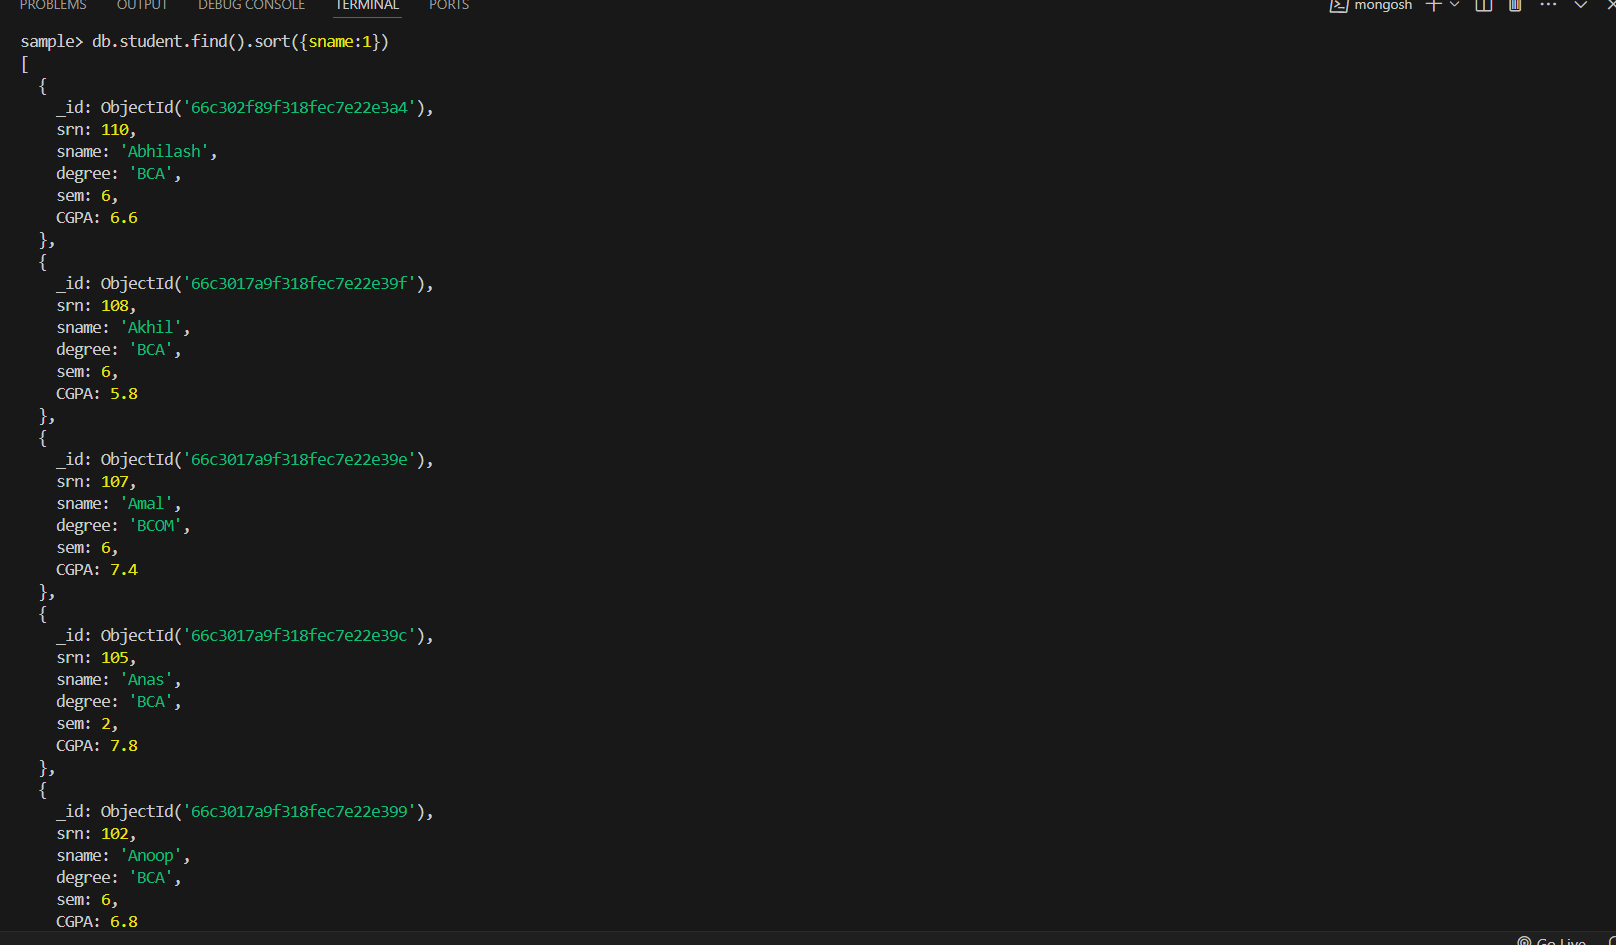 PROBLEMS OUTPUT DEBUG CONSOLE TERMINAL PORTS mongosh
sample> db.student.find().sort({sname:1})
[
{
_id: ObjectId('66c302f89f318fec7e22e3a4'),
srn: 110,
sname: 'Abhilash',
degree: 'BCA',
sem: 6,
CGPA: 6.6
},
{
_id: ObjectId('66c3017a9f318fec7e22e39f'),
srn: 108,
sname: 'Akhil',
degree: 'BCA',
sem: 6,
CGPA: 5.8
},
{
_id: ObjectId('66c3017a9f318fec7e22e39e'),
srn: 107,
sname: 'Amal',
degree: 'BCOM',
sem: 6,
CGPA: 7.4
},
{
_id: ObjectId('66c3017a9f318fec7e22e39c'),
srn: 105,
sname: 'Anas',
degree: 'BCA',
sem: 2,
CGPA: 7.8
},
{
_id: ObjectId('66c3017a9f318fec7e22e399'),
srn: 102,
sname: 'Anoop',
degree: 'BCA',
sem: 6,
CGPA: 6.8
Go Live